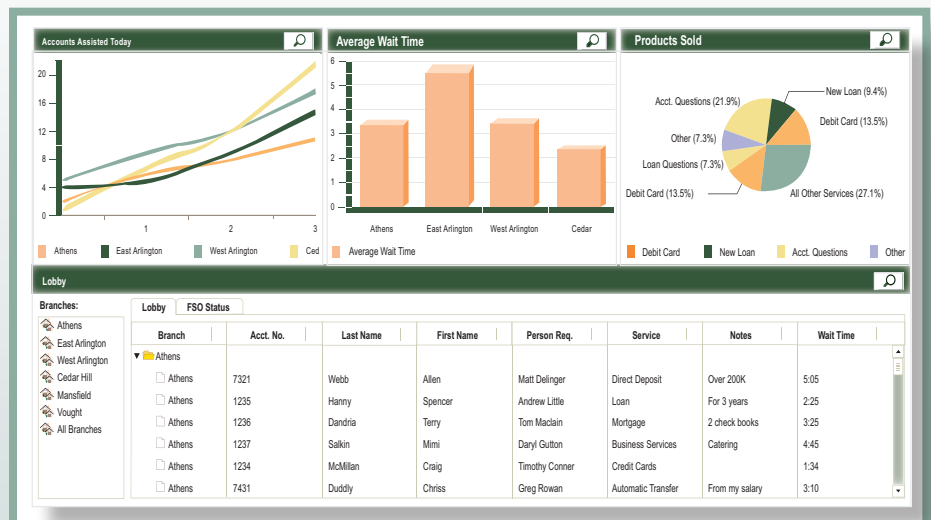 Accounts Assisted Today
20
16
12
8
4
0
1
2
3
Athens
East Arlington
West Arlington
Ced
Average Wait Time
6
5
4
3
2
1
0
Athens
East Arlington
West Arlington
Cedar
Average Wait Time
Products Sold
New Loan (9.4%)
Acct. Questions (21.9%)
Debit Card (13.5%)
Other (7.3%)
Loan Questions (7.3%)
Debit Card (13.5%)
All Other Services (27.1%)
Debit Card
New Loan
Acct. Questions
Other
Lobby
Branches:
Athens
East Arlington
West Arlington
Cedar Hill
Mansfield
Vought
All Branches
Lobby FSO Status
Branch Acct. No. Last Name First Name Person Req. Service Notes Wait Time
Athens
Athens 7321 Webb Allen Matt Delinger Direct Deposit Over 200K 5:05
Athens 1235 Hanny Spencer Andrew Little Loan For 3 years 2:25
Athens 1236 Dandria Terry Tom Maclain Mortgage 2 check books 3:25
Athens 1237 Salkin Mimi Daryl Gutton Business Services Catering 4:45
Athens 1234 McMillan Craig Timothy Conner Credit Cards 1:34
Athens 7431 Duddly Chriss Greg Rowan Automatic Transfer From my salary 3:10